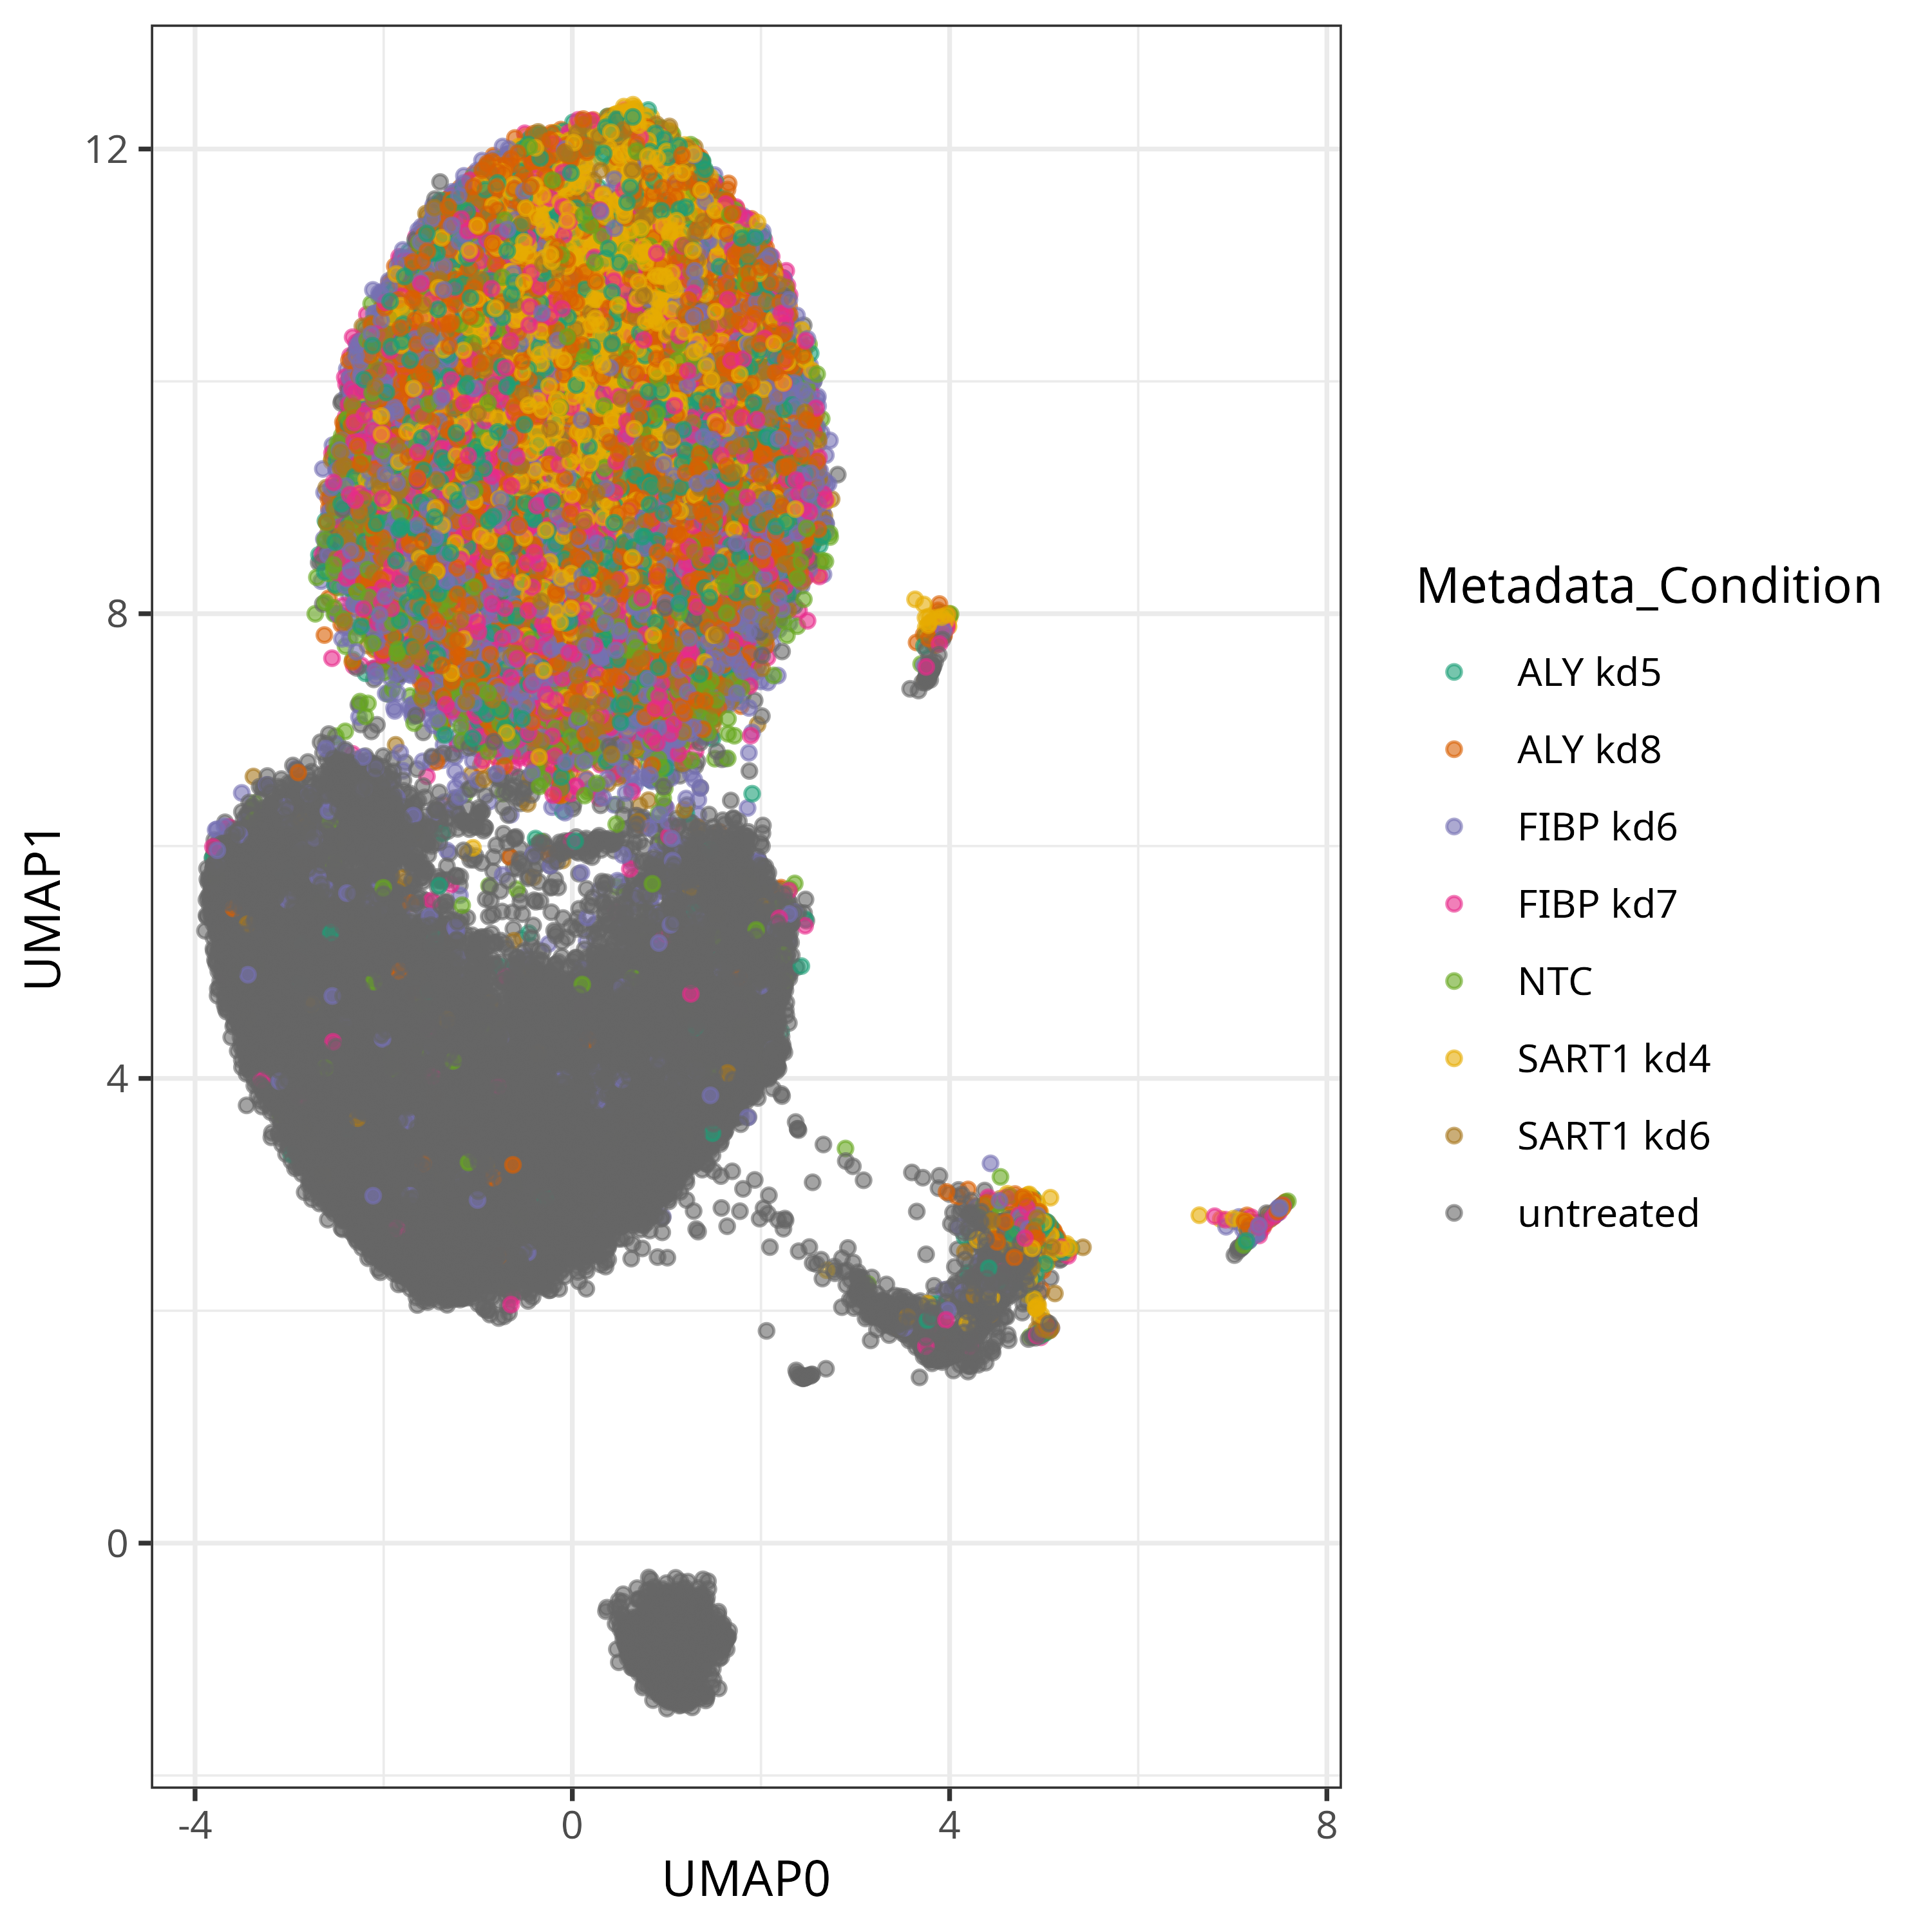 12
8
4
0
-4
0
4
8
UMAP1
UMAP0
Metadata_Condition
ALY kd5
ALY kd8
FIBP kd6
FIBP kd7
NTC
SART1 kd4
SART1 kd6
untreated